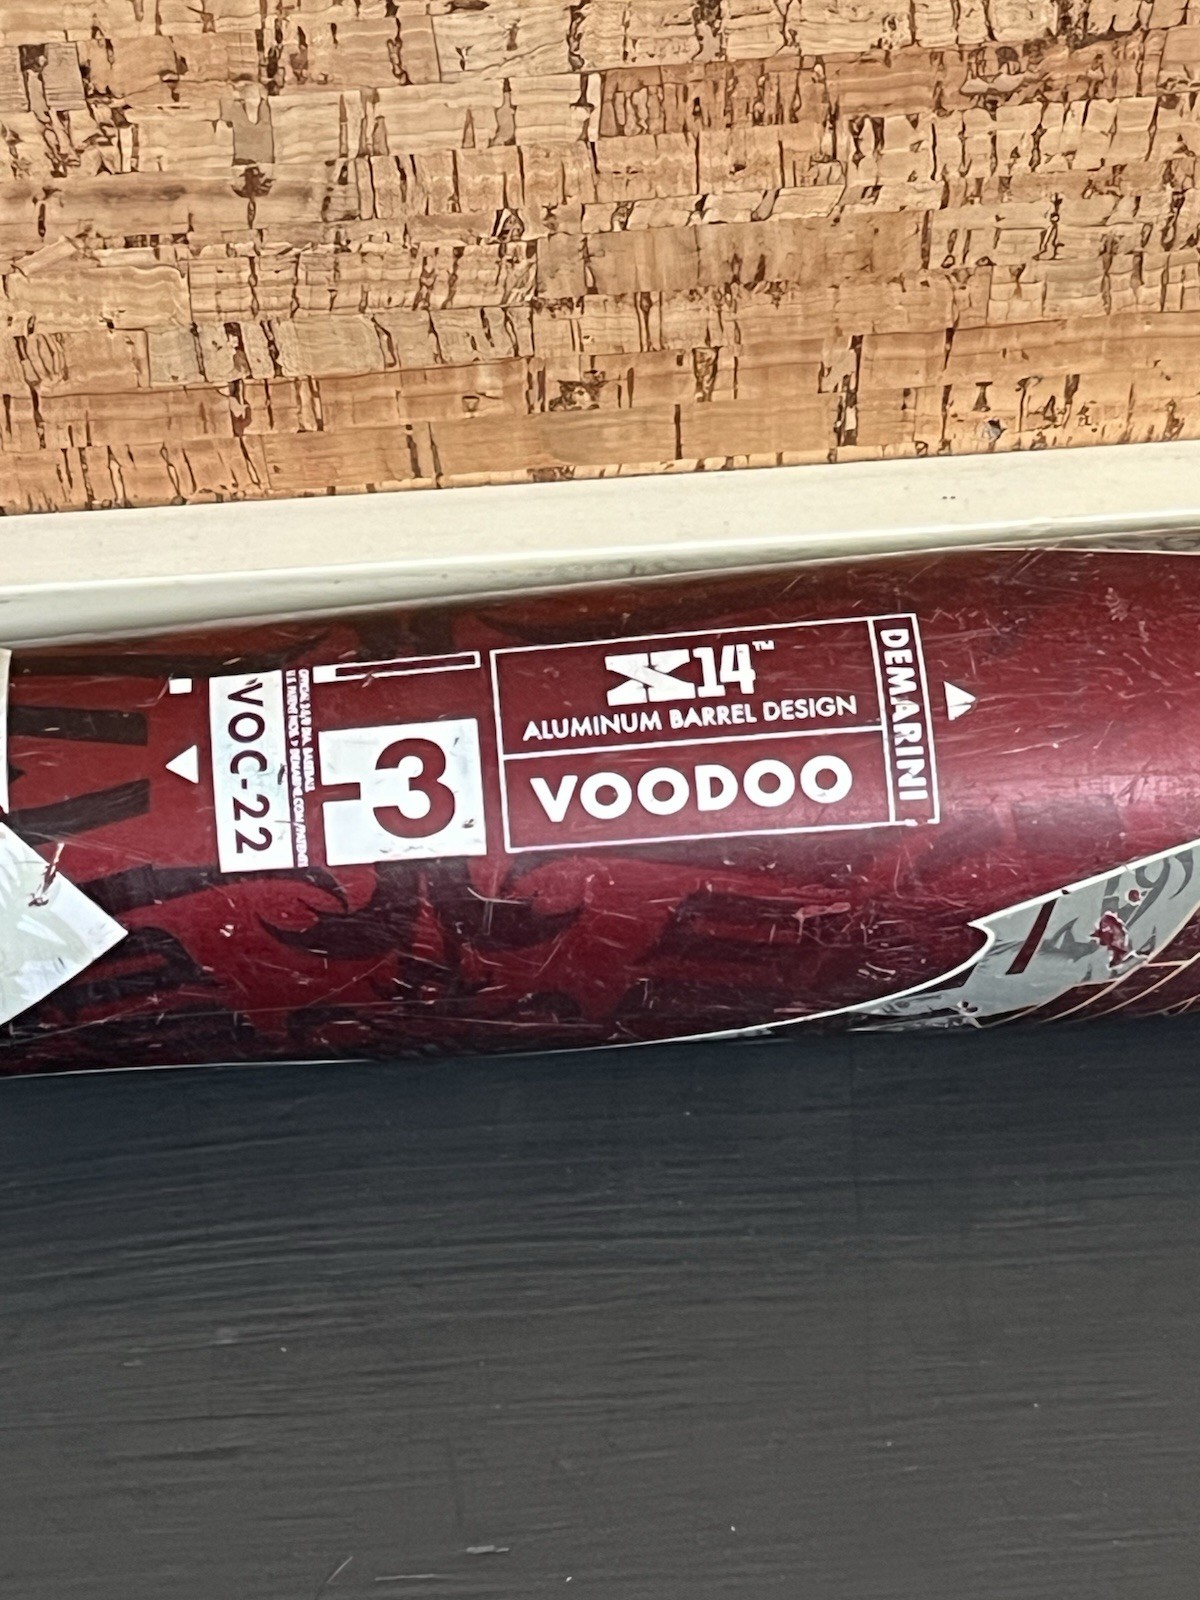 X14™
ALUMINUM BARREL DESIGN
VOODOO
DEMARINI
-3
VOC-22